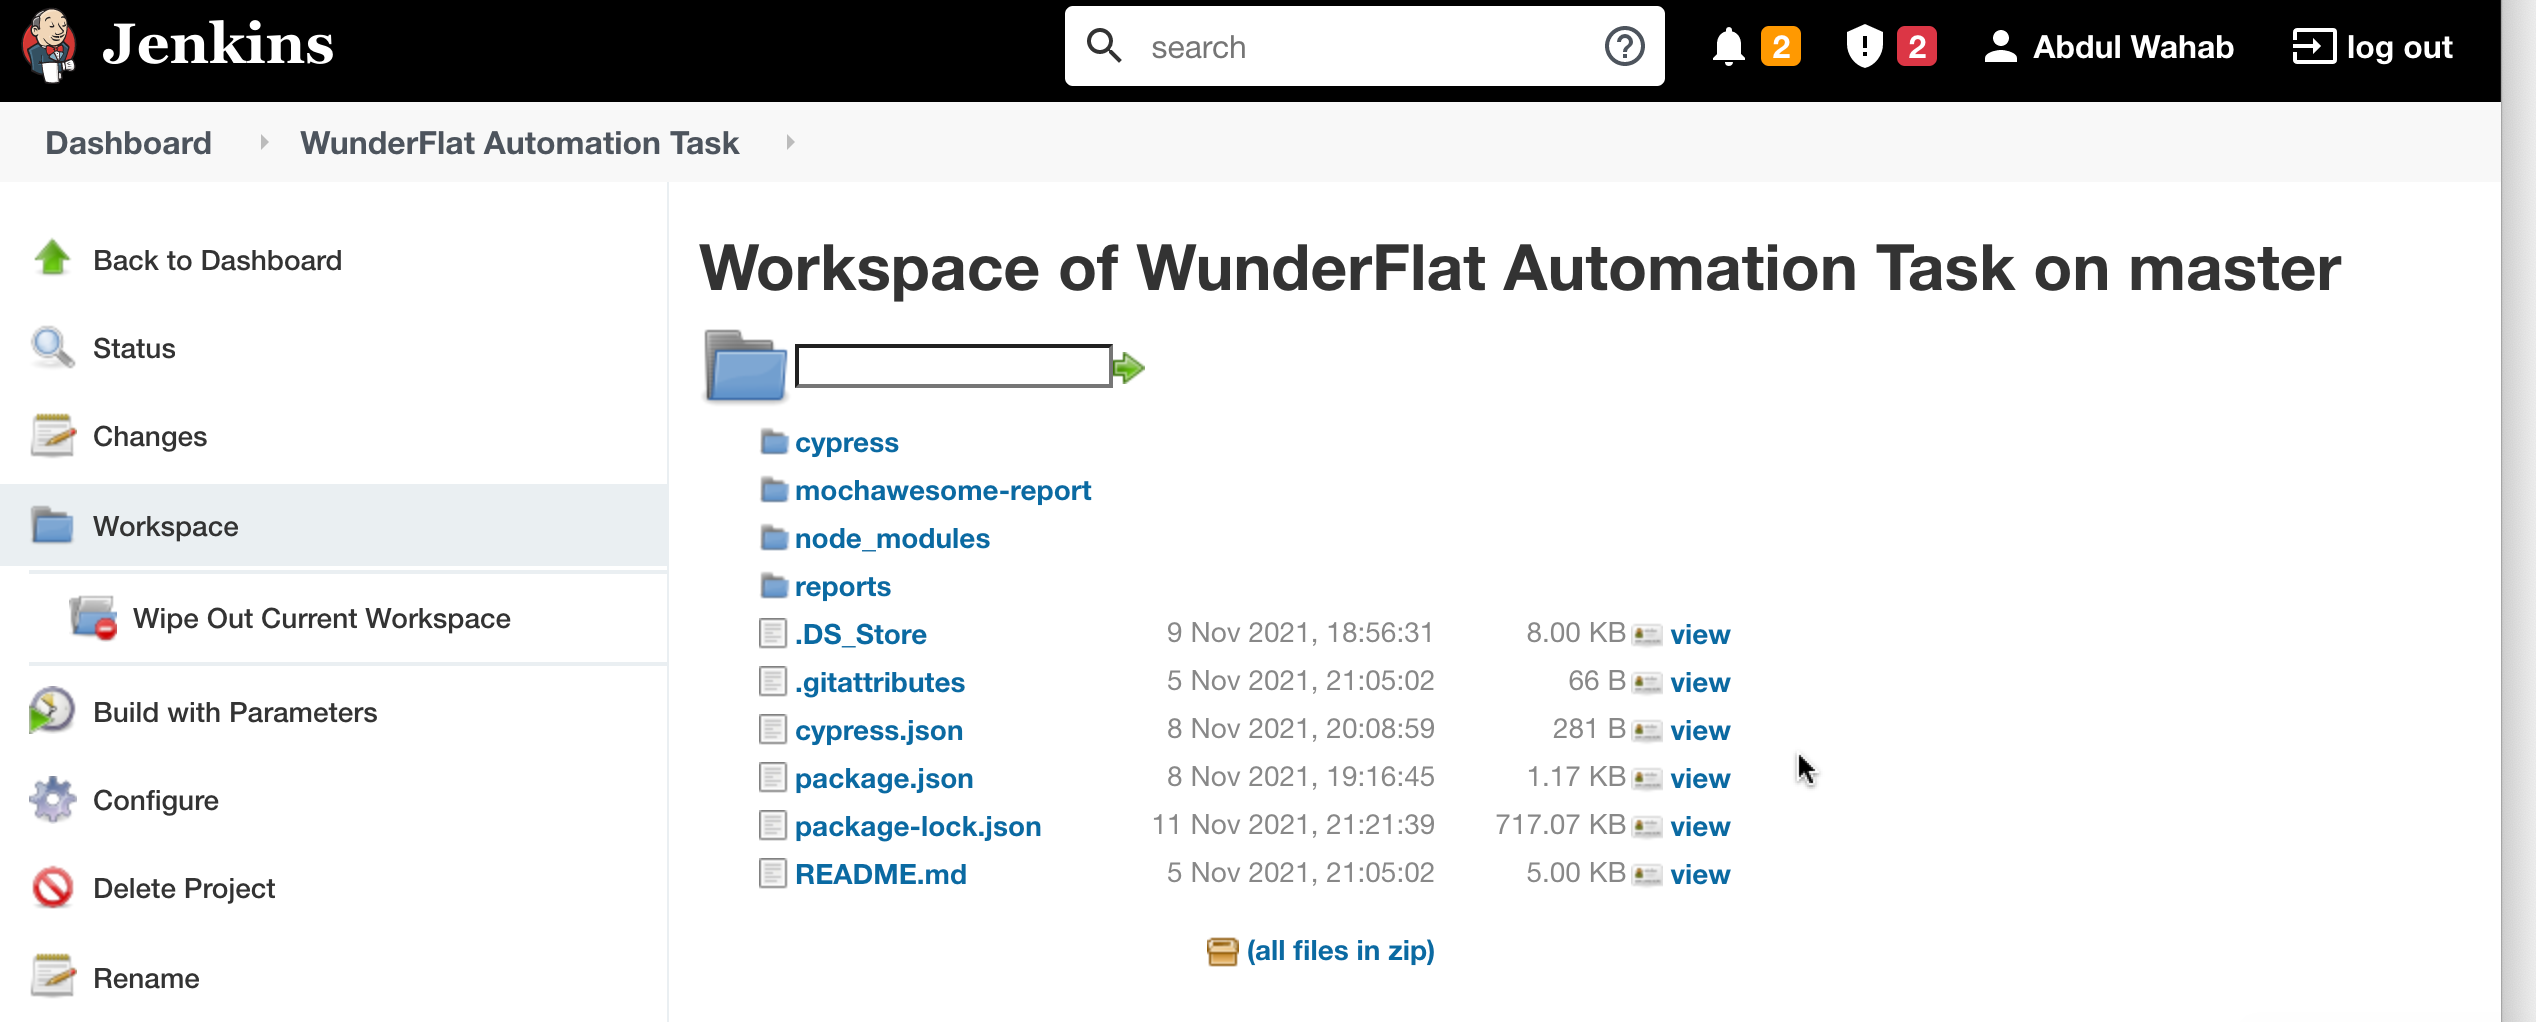 Jenkins
search
2
2
Abdul Wahab
log out
Dashboard
WunderFlat Automation Task
Back to Dashboard
Status
Changes
Workspace
Wipe Out Current Workspace
Build with Parameters
Configure
Delete Project
Rename
Workspace of WunderFlat Automation Task on master
cypress
mochawesome-report
node_modules
reports
.DS_Store 9 Nov 2021, 18:56:31 8.00 KB view
.gitattributes 5 Nov 2021, 21:05:02 66 B view
cypress.json 8 Nov 2021, 20:08:59 281 B view
package.json 8 Nov 2021, 19:16:45 1.17 KB view
package-lock.json 11 Nov 2021, 21:21:39 717.07 KB view
README.md 5 Nov 2021, 21:05:02 5.00 KB view
(all files in zip)